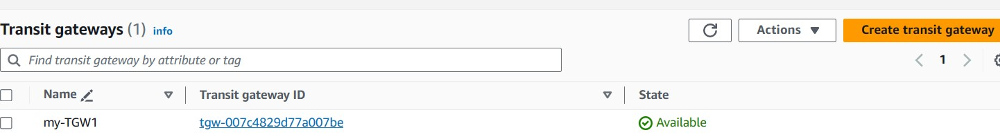 Transit gateways (1) info
Actions
Create transit gateway
Find transit gateway by attribute or tag
1
Name Transit gateway ID State
my-TGW1 tgw-007c4829d77a007be Available